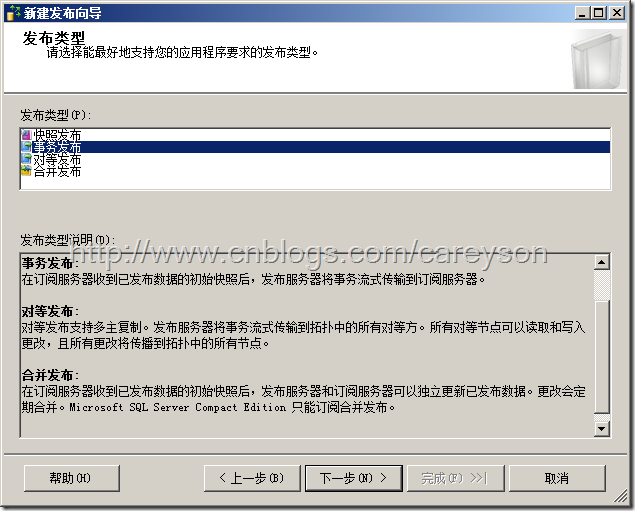 新建发布向导
发布类型
请选择能最好地支持您的应用程序要求的发布类型。
发布类型(P):
快照发布
事务发布
对等发布
合并发布
发布类型说明(D):
http://www.cnblogs.com/careyson
事务发布:
在订阅服务器收到已发布数据的初始快照后，发布服务器将事务流式传输到订阅服务器。
对等发布:
对等发布支持多主复制。发布服务器将事务流式传输到拓扑中的所有对等方。所有对等节点可以读取和写入
更改，且所有更改将传播到拓扑中的所有节点。
合并发布:
在订阅服务器收到已发布数据的初始快照后，发布服务器和订阅服务器可以独立更新已发布数据。更改会定
期合并。Microsoft SQL Server Compact Edition 只能订阅合并发布。
帮助(H)
< 上一步(B)
下一步(N) >
完成(F) >>|
取消